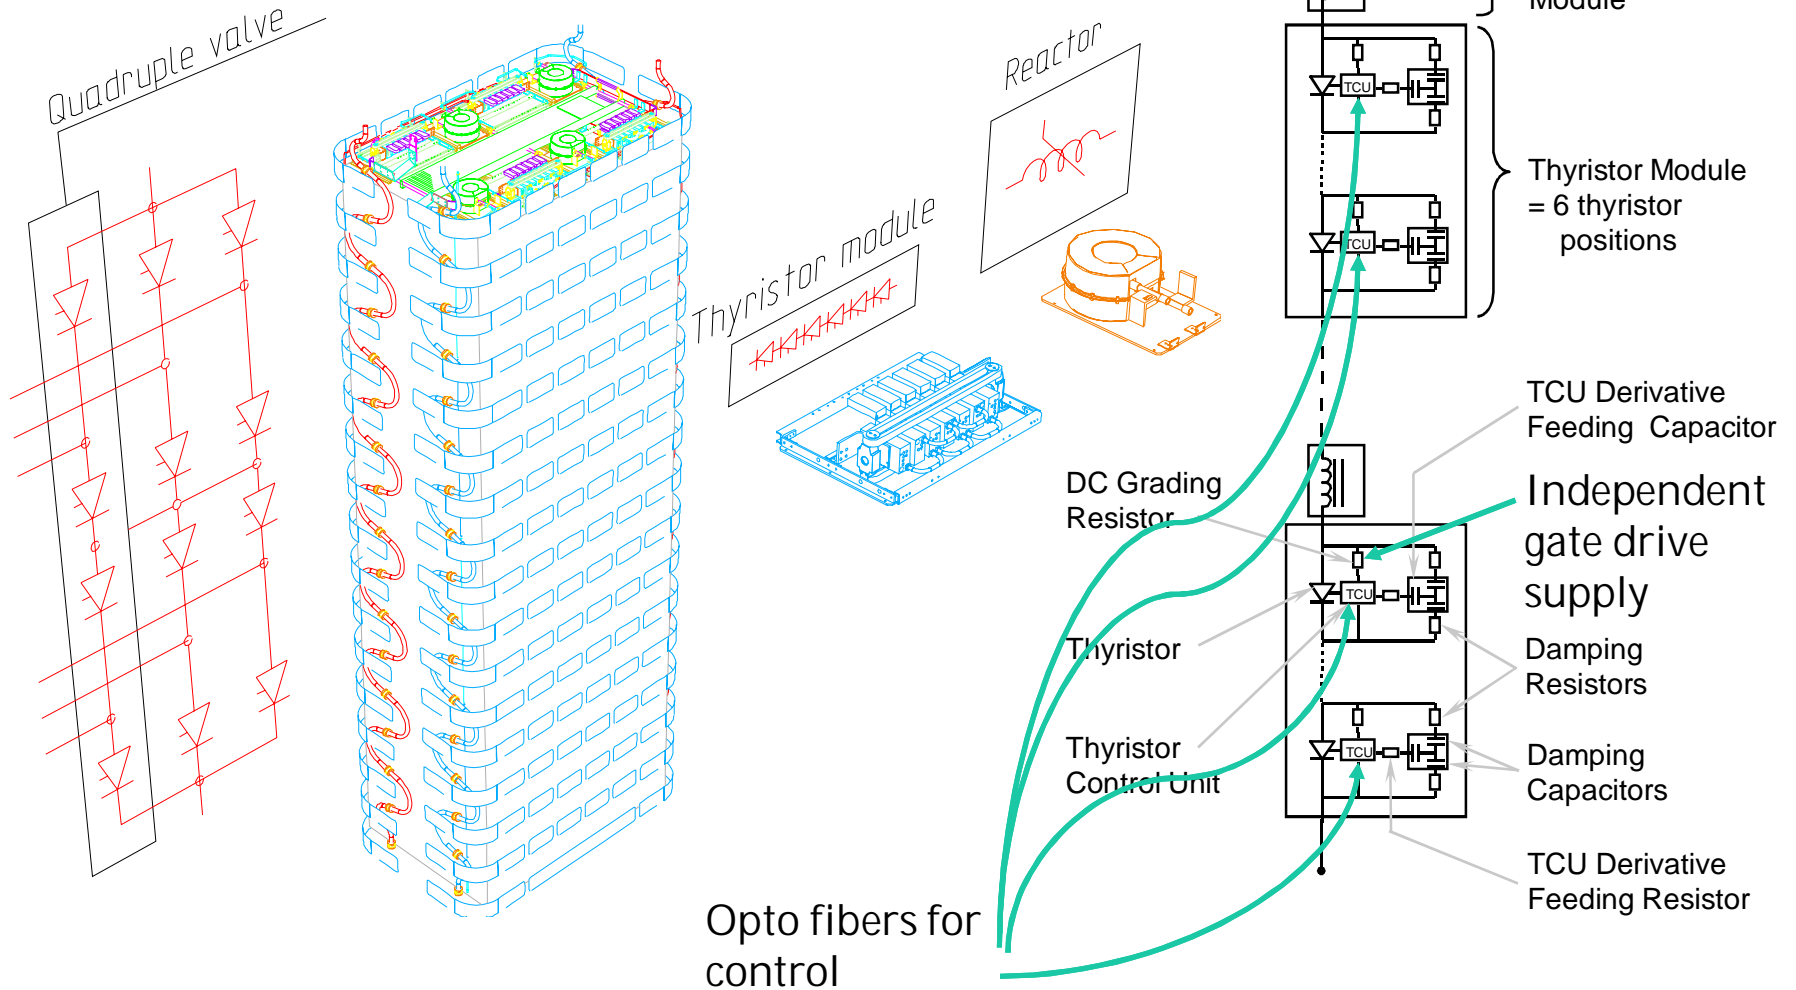 Quadruple valve
Reactor
Thyristor module
Module
Thyristor Module
= 6 thyristor
positions
TCU
TCU
TCU Derivative
Feeding Capacitor
DC Grading
Resistor
Independent
gate drive
supply
TCU
Thyristor
Damping
Resistors
Thyristor
Control Unit
TCU
Damping
Capacitors
TCU Derivative
Feeding Resistor
Opto fibers for
control